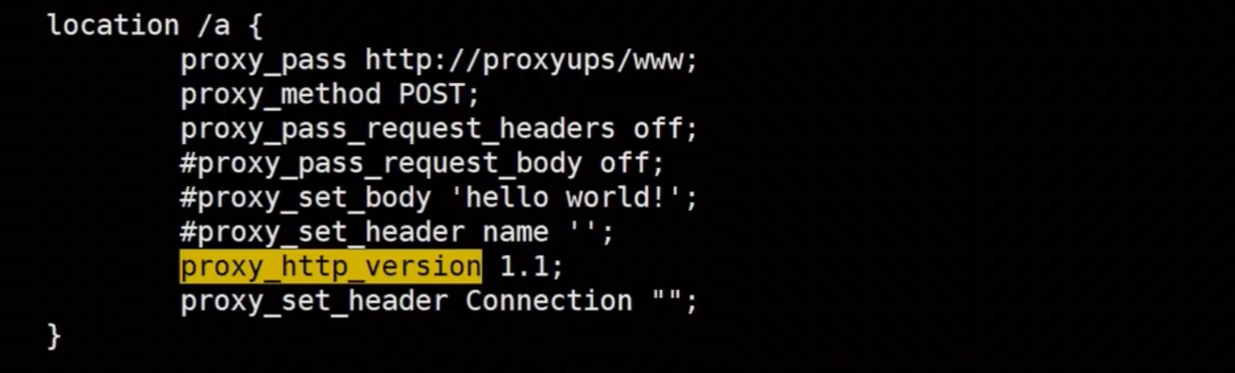 location /a {
proxy_pass http://proxyups/www;
proxy_method POST;
proxy_pass_request_headers off;
#proxy_pass_request_body off;
#proxy_set_body 'hello world!';
#proxy_set_header name '';
proxy_http_version 1.1;
proxy_set_header Connection "";
}